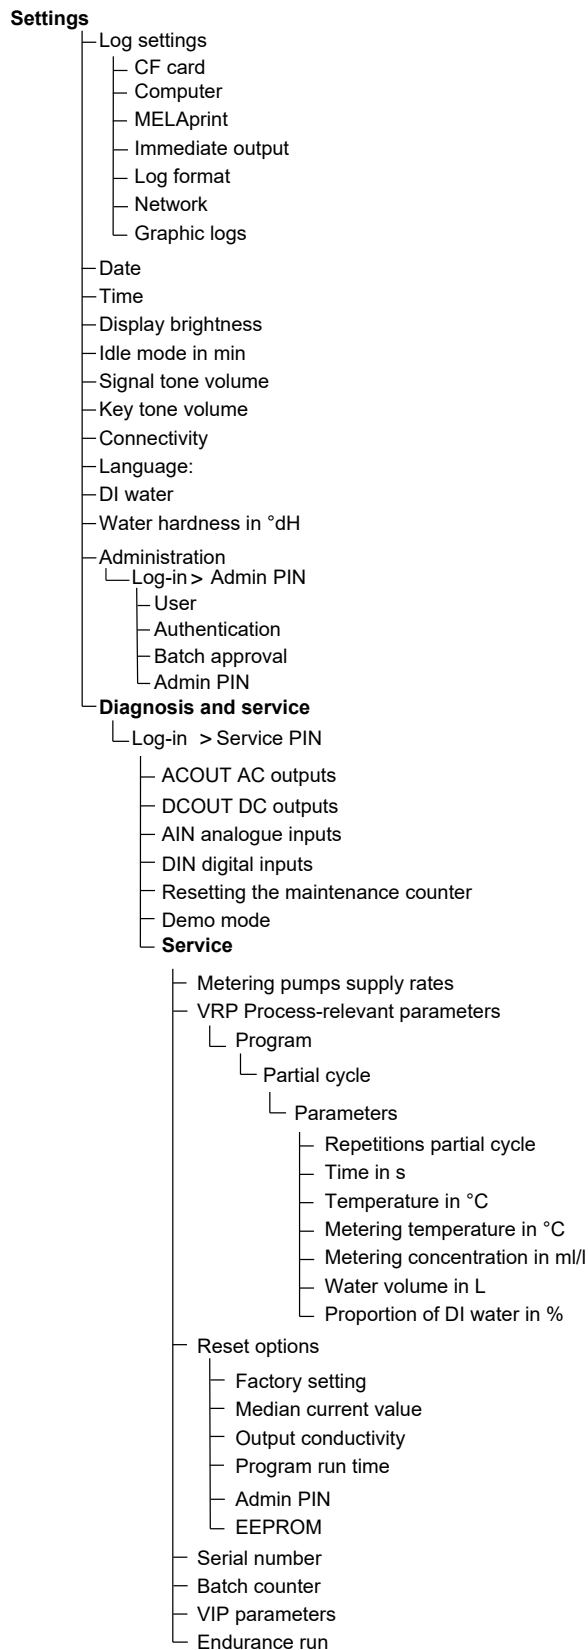 Settings
Log settings
CF card
Computer
MELAprint
Immediate output
Log format
Network
Graphic logs
Date
Time
Display brightness
Idle mode in min
Signal tone volume
Key tone volume
Connectivity
Language:
DI water
Water hardness in °dH
Administration
Log-in > Admin PIN
User
Authentication
Batch approval
Admin PIN
Diagnosis and service
Log-in > Service PIN
ACOUT AC outputs
DCOUT DC outputs
AIN analogue inputs
DIN digital inputs
Resetting the maintenance counter
Demo mode
Service
Metering pumps supply rates
VRP Process-relevant parameters
Program
Partial cycle
Parameters
Repetitions partial cycle
Time in s
Temperature in °C
Metering temperature in °C
Metering concentration in ml/l
Water volume in L
Proportion of DI water in %
Reset options
Factory setting
Median current value
Output conductivity
Program run time
Admin PIN
EEPROM
Serial number
Batch counter
VIP parameters
Endurance run